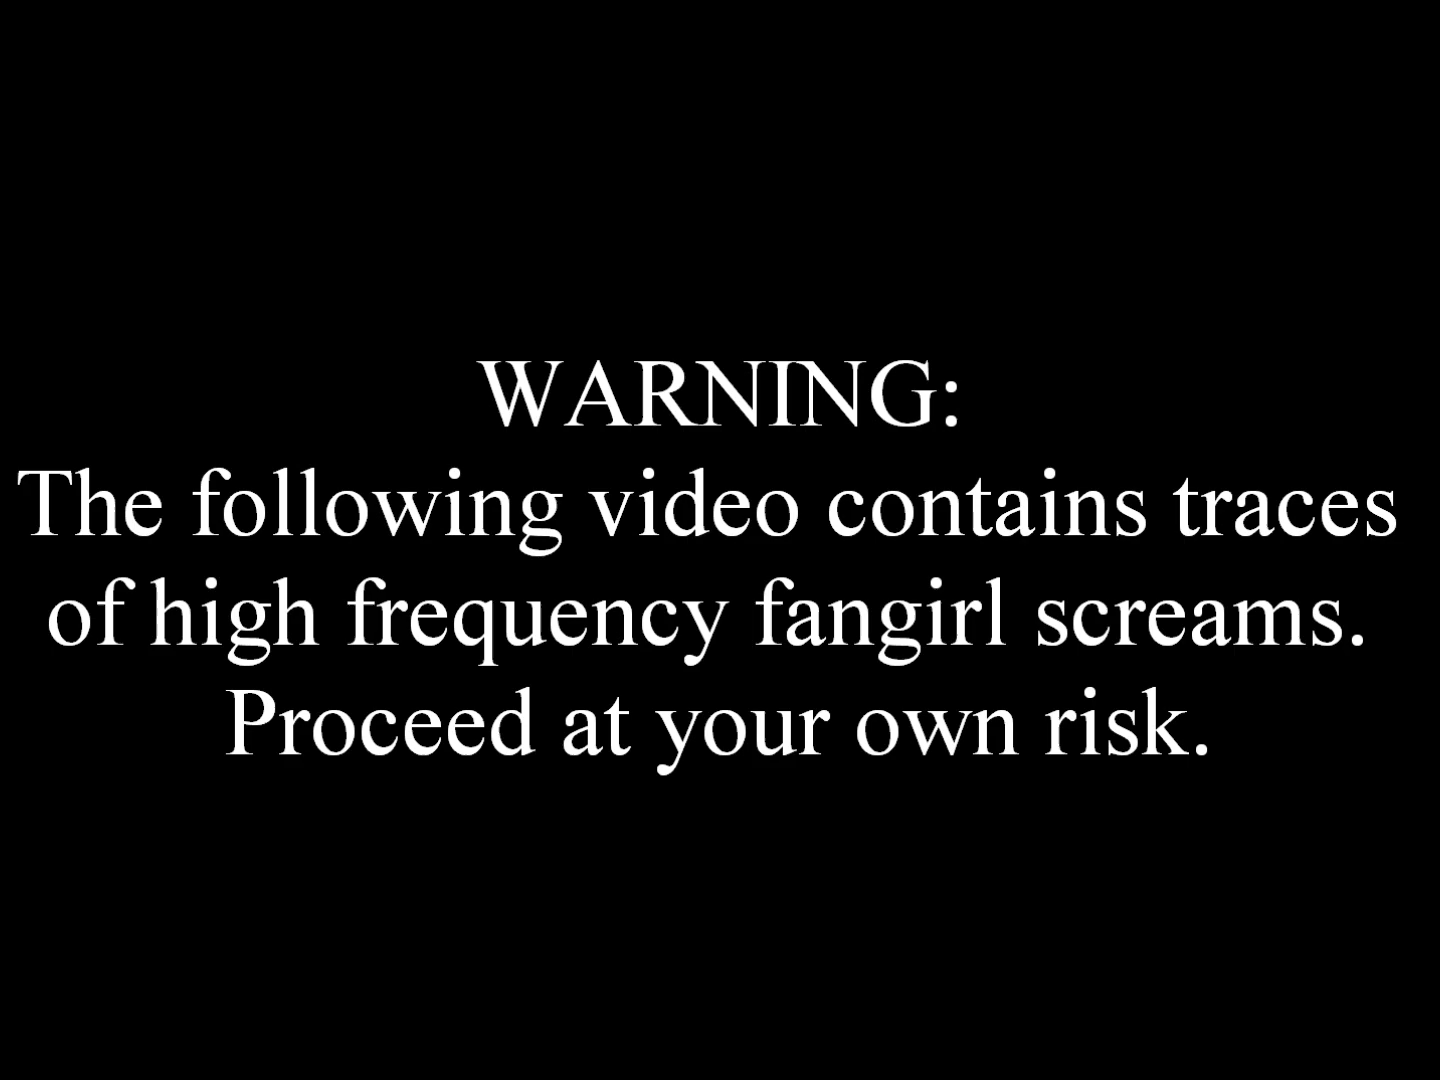 WARNING:
The following video contains traces
of high frequency fangirl screams.
Proceed at your own risk.